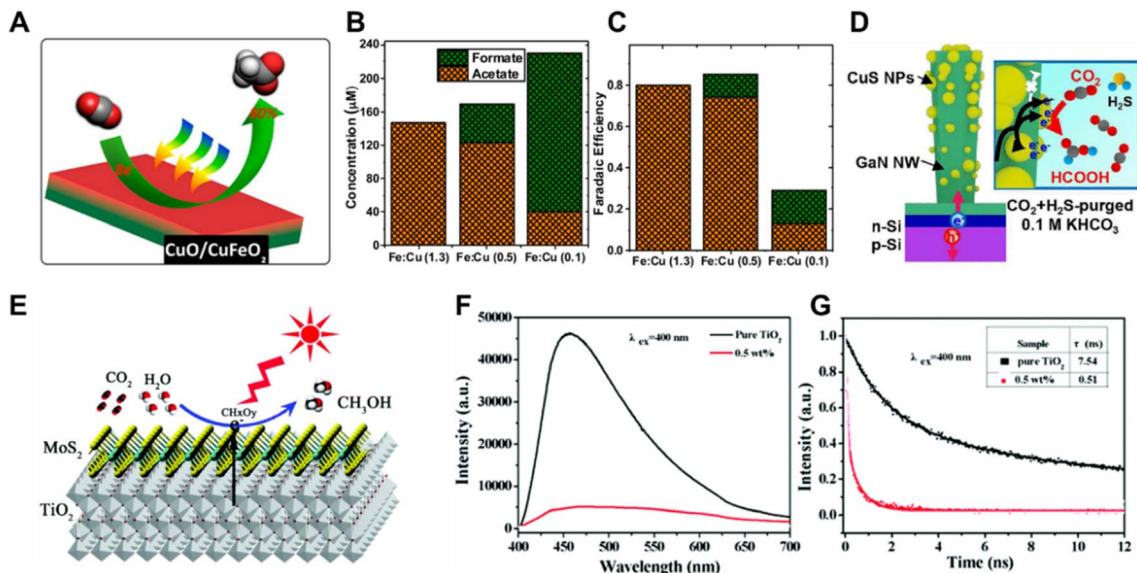 A
8e⁻
80%
CuO/CuFeO₂
B
Concentration (μM)
240
200
160
120
80
40
0
Formate
Acetate
Fe:Cu (1.3) Fe:Cu (0.5) Fe:Cu (0.1)
C
Faradaic Efficiency
0.8
0.6
0.4
0.2
0.0
Formate
Acetate
Fe:Cu (1.3) Fe:Cu (0.5) Fe:Cu (0.1)
D
CuS NPs
GaN NW
n-Si
p-Si
e⁻
h⁺
CO₂
H₂S
HCOOH
CO₂+H₂S-purged
0.1 M KHCO₃
E
CO₂
H₂O
CHxOy
e⁻
CH₃OH
MoS₂
TiO₂
F
Intensity (a.u.)
50000
40000
30000
20000
10000
0
λ ex=400 nm
Pure TiO₂
0.5 wt%
400 450 500 550 600 650 700
Wavelength (nm)
G
Intensity (a.u.)
1.0
0.8
0.6
0.4
0.2
0.0
λ ex=400 nm
Sample τ (ns)
pure TiO₂ 7.54
0.5 wt% 0.51
0 2 4 6 8 10 12
Time (ns)